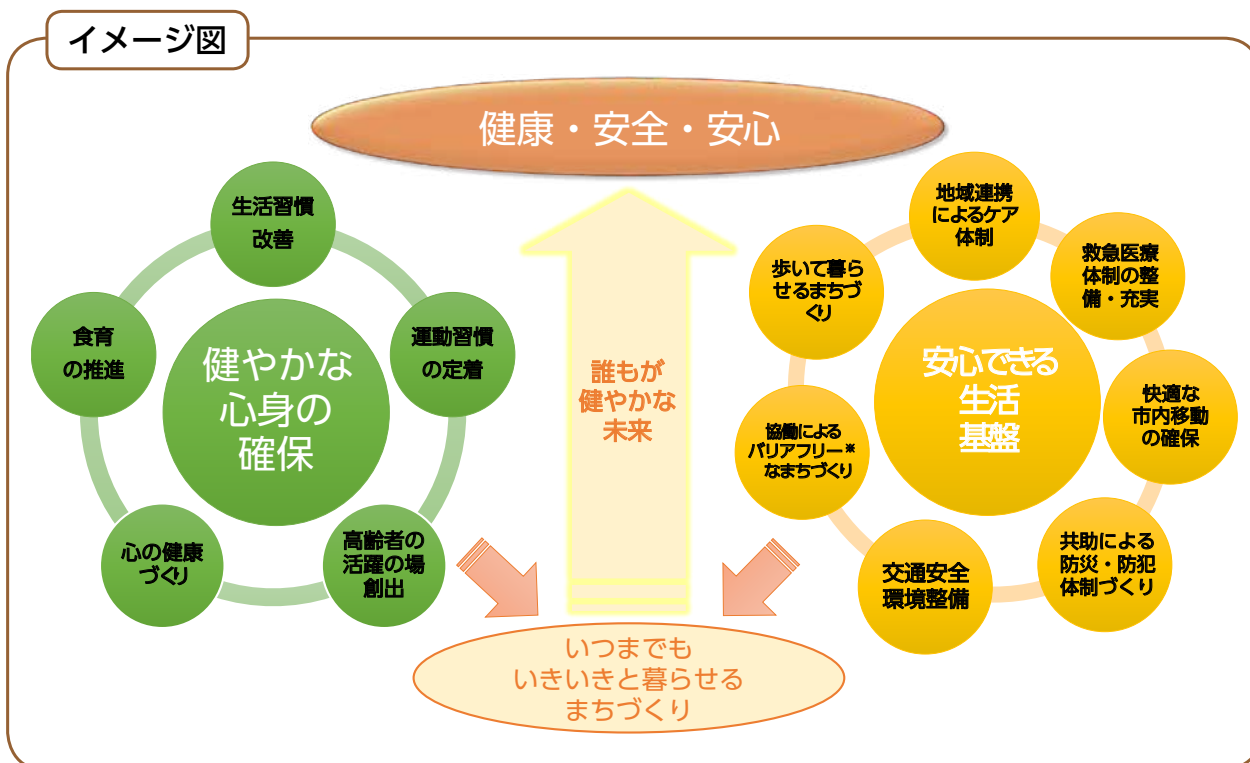 イメージ図
健康・安全・安心
生活習慣
改善
食育
の推進
運動習慣
の定着
健やかな
心身の
確保
心の健康
づくり
高齢者の
活躍の場
創出
誰もが
健やかな
未来
地域連携
によるケア
体制
歩いて暮ら
せるまちづ
くり
救急医療
体制の整
備・充実
安心できる
生活
基盤
快適な
市内移動
の確保
協働による
バリアフリー※
なまちづくり
交通安全
環境整備
共助による
防災・防犯
体制づくり
いつまでも
いきいきと暮らせる
まちづくり